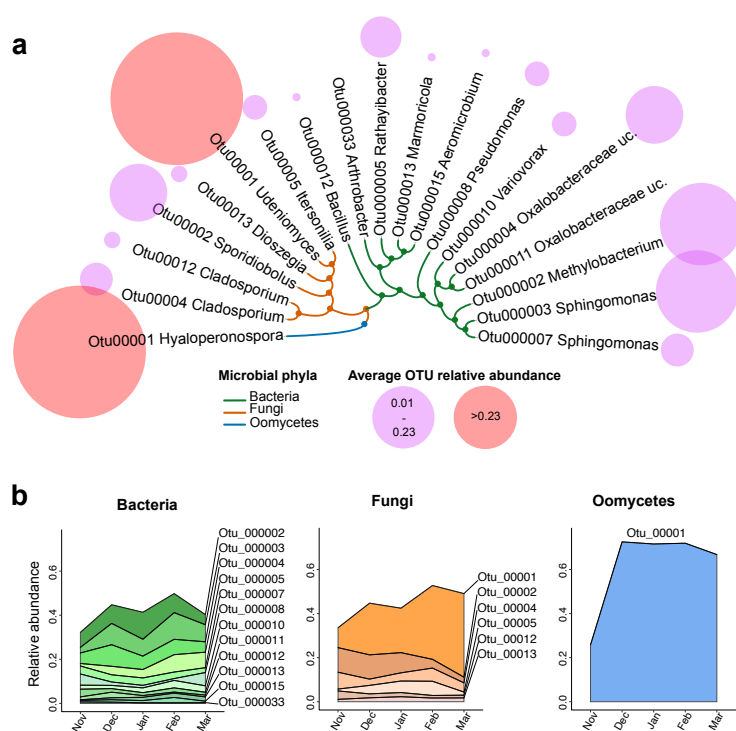 a
Otu00001 Hyaloperonospora
Otu00004 Cladosporium
Otu00012 Cladosporium
Otu00002 Sporidiobolus
Otu00013 Dioszegia
Otu00001 Udeniomyces
Otu00005 Itersonilia
Otu000012 Bacillus
Otu000033 Arthrobacter
Otu000005 Rathayibacter
Otu000013 Marmoricola
Otu000015 Aeromicrobium
Otu000008 Pseudomonas
Otu000010 Variovorax
Otu000004 Oxalobacteraceae uc.
Otu000011 Oxalobacteraceae uc.
Otu000002 Methylobacterium
Otu000003 Sphingomonas
Otu000007 Sphingomonas
Microbial phyla
Bacteria
Fungi
Oomycetes
Average OTU relative abundance
0.01
-
0.23
>0.23
b
Bacteria
Relative abundance
0.6
0.4
0.2
0.0
Nov
Dec
Jan
Feb
Mar
Otu_000002
Otu_000003
Otu_000004
Otu_000005
Otu_000007
Otu_000008
Otu_000010
Otu_000011
Otu_000012
Otu_000013
Otu_000015
Otu_000033
Fungi
0.6
0.4
0.2
0.0
Nov
Dec
Jan
Feb
Mar
Otu_00001
Otu_00002
Otu_00004
Otu_00005
Otu_00012
Otu_00013
Oomycetes
Otu_00001
0.6
0.4
0.2
0.0
Nov
Dec
Jan
Feb
Mar